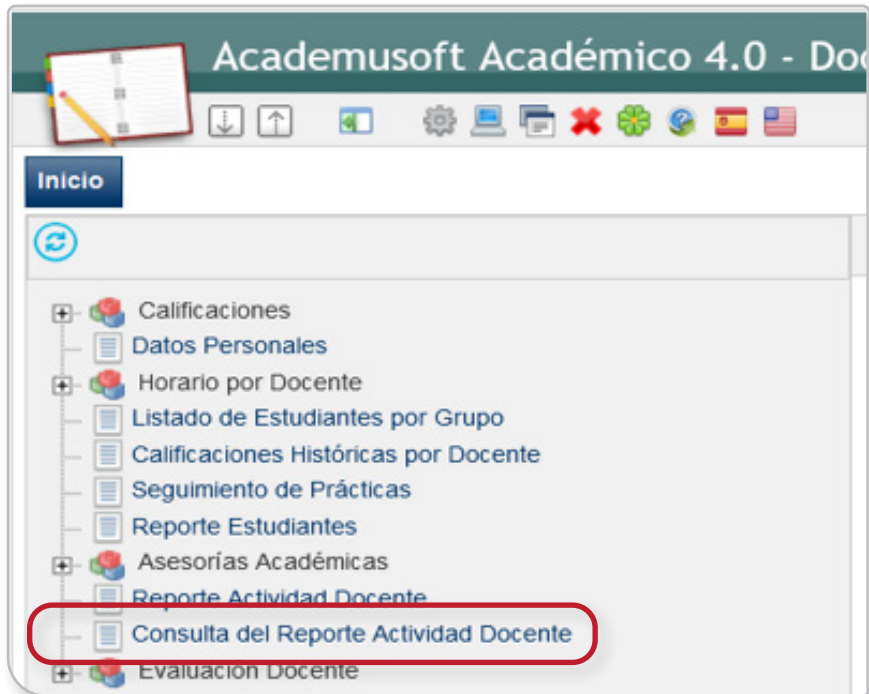 Academusoft Académico 4.0 - Do
Inicio
Calificaciones
Datos Personales
Horario por Docente
Listado de Estudiantes por Grupo
Calificaciones Históricas por Docente
Seguimiento de Prácticas
Reporte Estudiantes
Asesorías Académicas
Reporte Actividad Docente
Consulta del Reporte Actividad Docente
Evaluación Docente